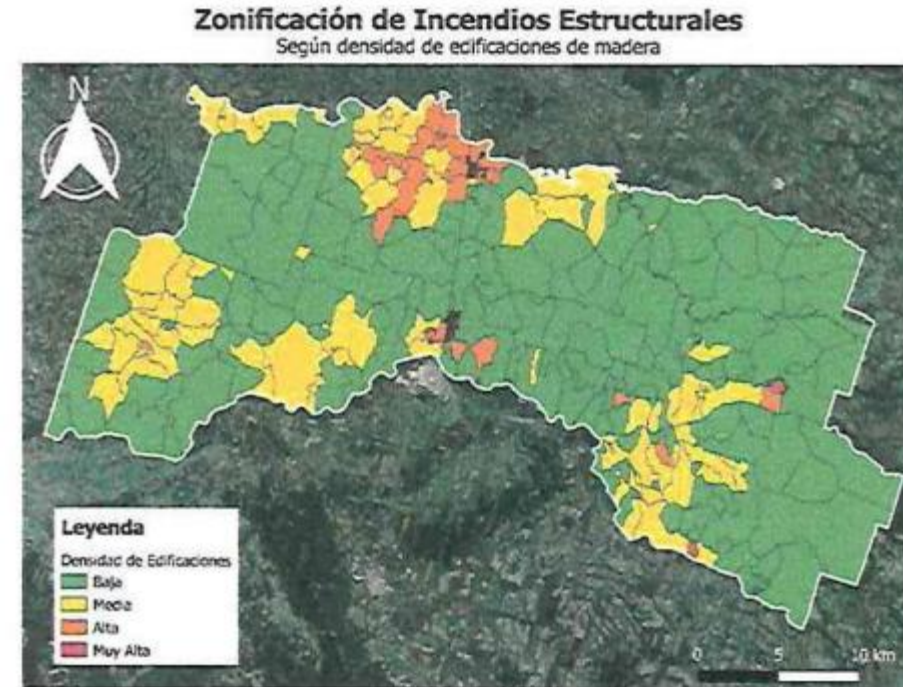 Zonificación de Incendios Estructurales
Según densidad de edificaciones de madera
N
Leyenda
Densidad de Edificaciones
Baja
Media
Alta
Muy Alta
0 5 10 km